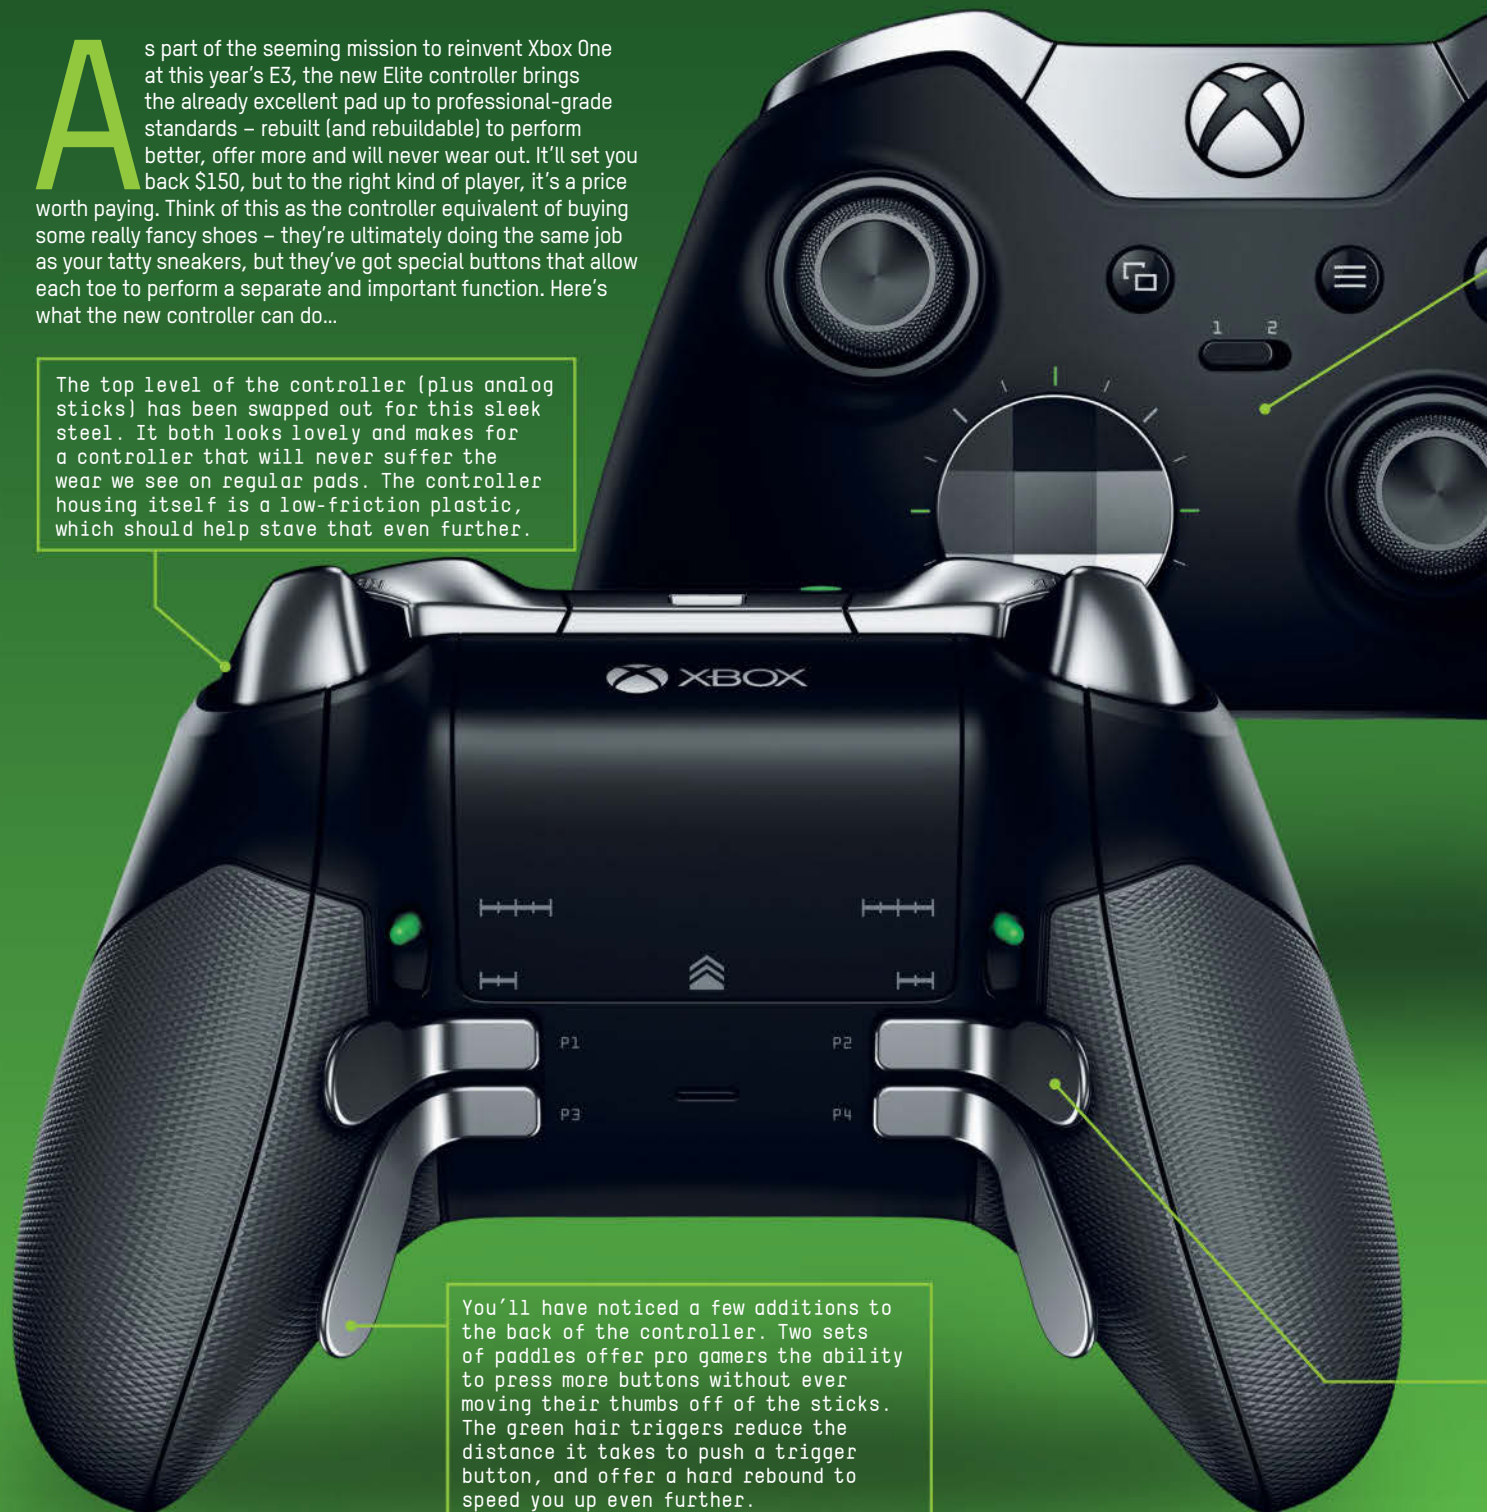 As part of the seeming mission to reinvent Xbox One
at this year's E3, the new Elite controller brings
the already excellent pad up to professional-grade
standards – rebuilt (and rebuildable) to perform
better, offer more and will never wear out. It'll set you
back $150, but to the right kind of player, it's a price
worth paying. Think of this as the controller equivalent of buying
some really fancy shoes – they're ultimately doing the same job
as your tatty sneakers, but they've got special buttons that allow
each toe to perform a separate and important function. Here's
what the new controller can do...
1 2
The top level of the controller (plus analog
sticks) has been swapped out for this sleek
steel. It both looks lovely and makes for
a controller that will never suffer the
wear we see on regular pads. The controller
housing itself is a low-friction plastic,
which should help stave that even further.
XBOX
P1 P2
P3 P4
You'll have noticed a few additions to
the back of the controller. Two sets
of paddles offer pro gamers the ability
to press more buttons without ever
moving their thumbs off of the sticks.
The green hair triggers reduce the
distance it takes to push a trigger
button, and offer a hard rebound to
speed you up even further.